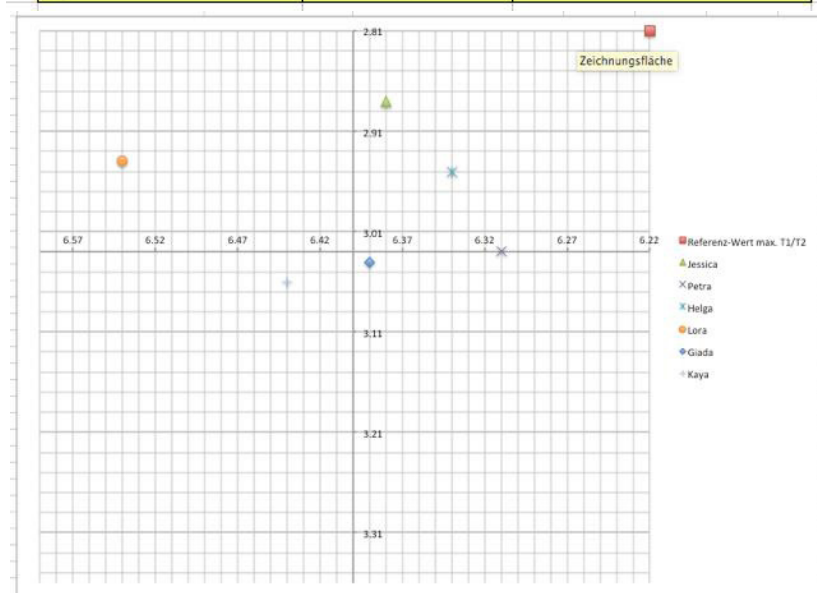 2.81
Zeichnungsfläche
2.91
3.01
6.57 6.52 6.47 6.42 6.37 6.32 6.27 6.22
3.11
3.21
3.31
Referenz-Wert max. T1/T2
Jessica
Petra
Helga
Lora
Giada
Kaya